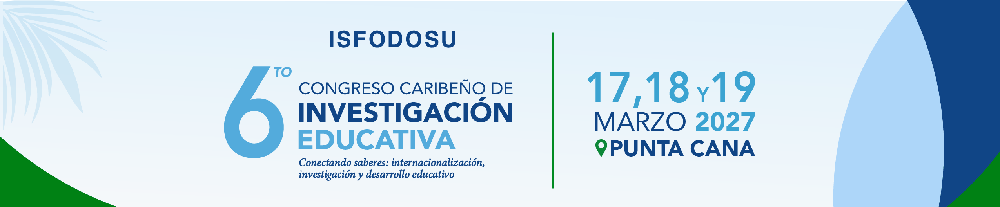 ISFODOSU
6TO
CONGRESO CARIBEÑO DE
INVESTIGACIÓN
EDUCATIVA
Conectando saberes: internacionalización,
investigación y desarrollo educativo
17,18 Y 19
MARZO 2027
PUNTA CANA